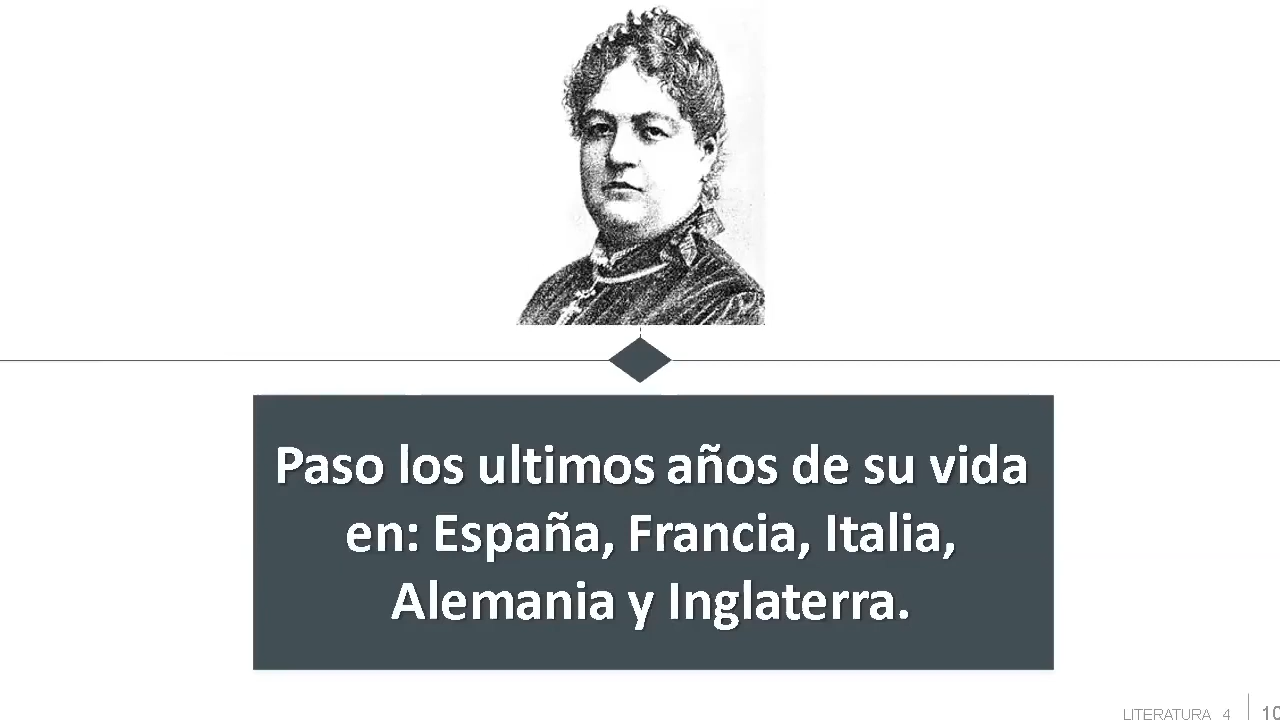 Paso los ultimos años de su vida
en: España, Francia, Italia,
Alemania y Inglaterra.
LITERATURA 4
10